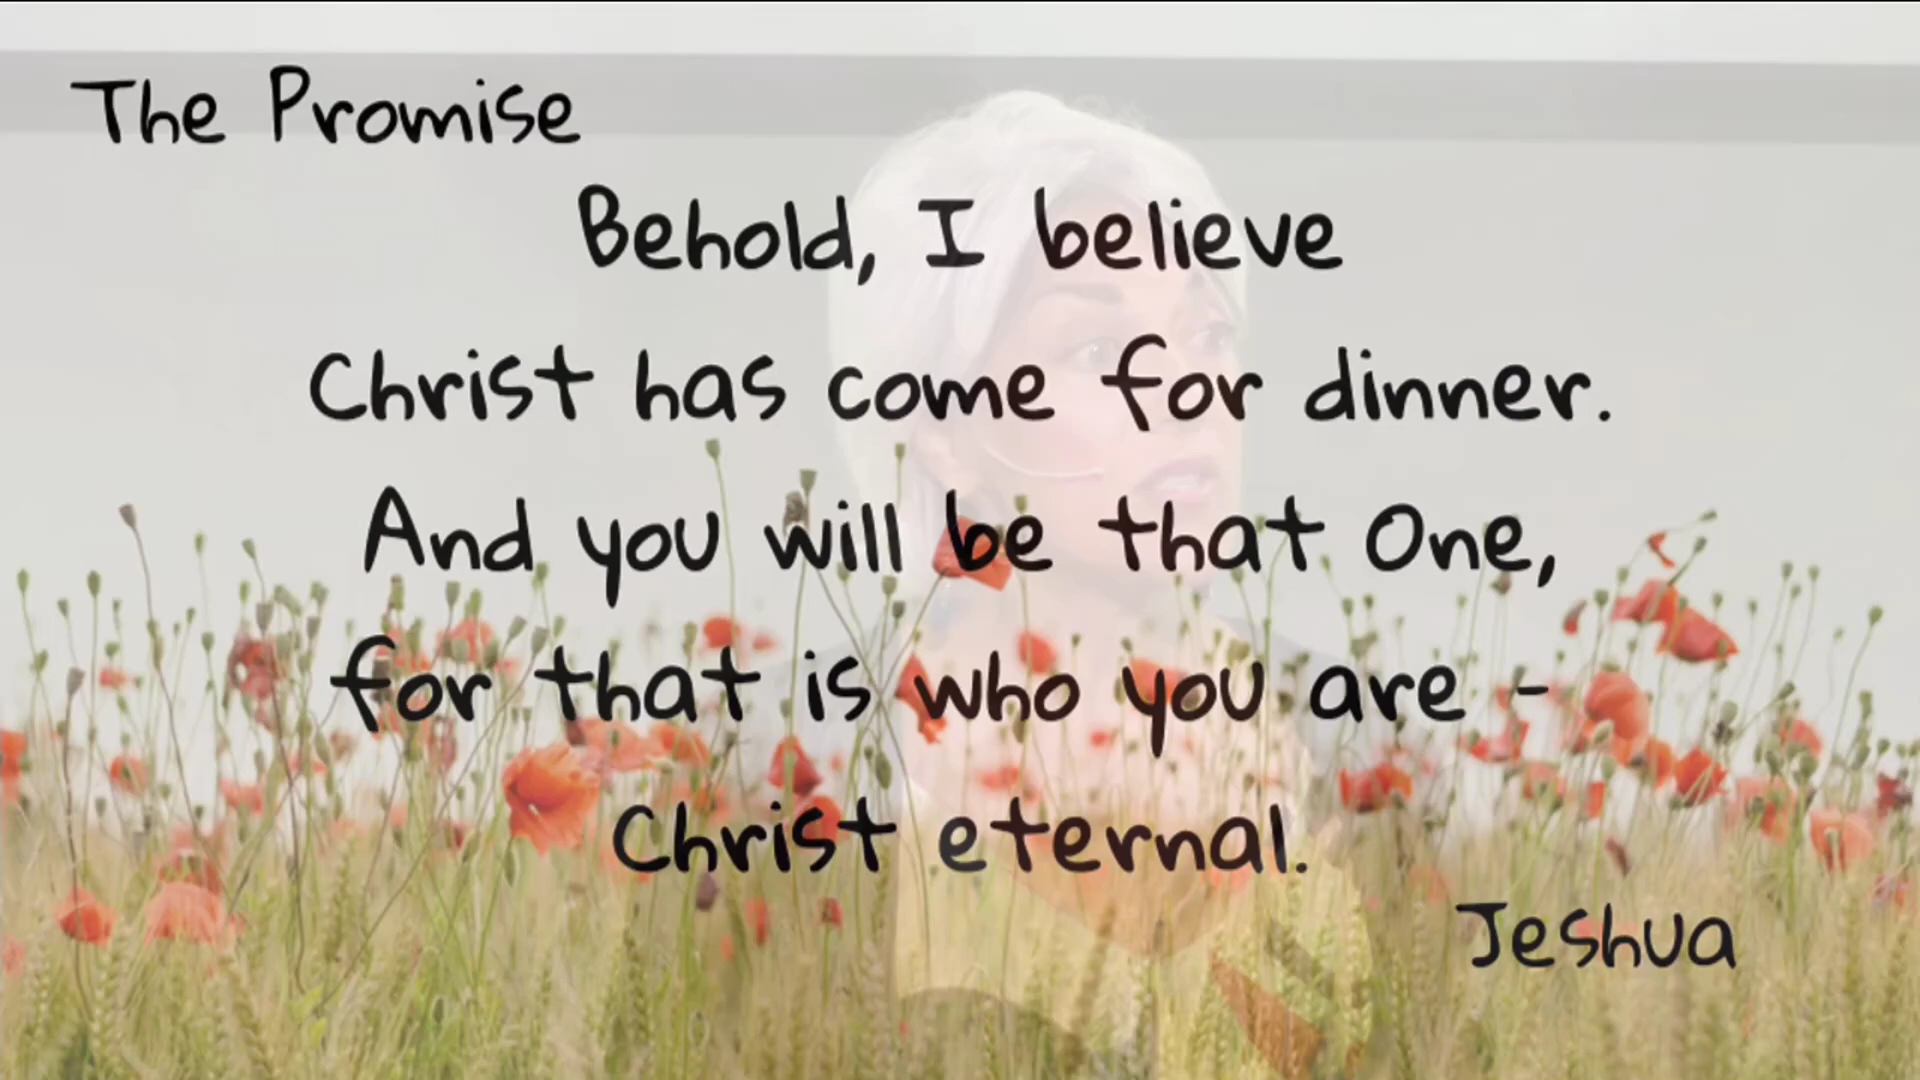 The Promise
Behold, I believe
Christ has come for dinner.
And you will be that One,
for that is who you are -
Christ eternal.
Jeshua